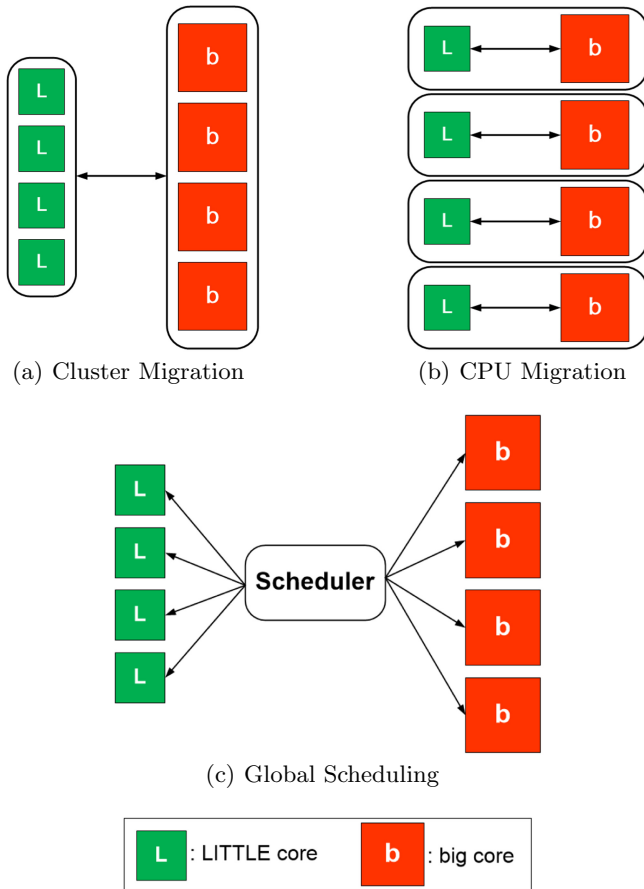 L
L
L
L
b
b
b
b
(a) Cluster Migration
L b
L b
L b
L b
(b) CPU Migration
L
L
L
L
Scheduler
b
b
b
b
(c) Global Scheduling
L : LITTLE core b : big core